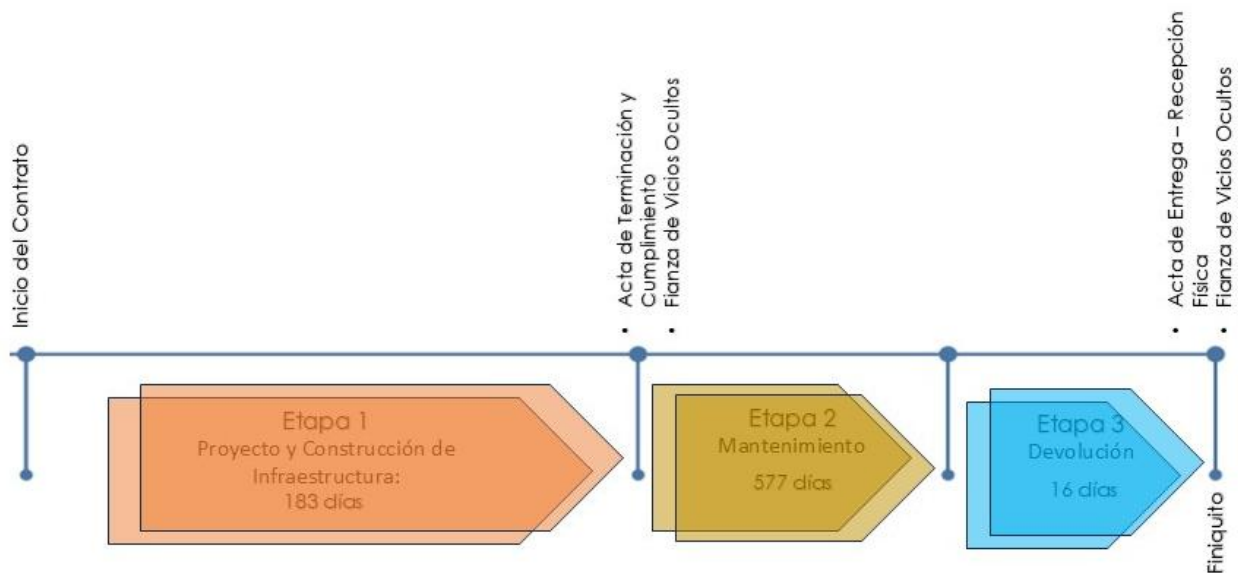 Inicio del Contrato
• Acta de Terminación y
Cumplimiento
• Fianza de Vicios Ocultos
• Acta de Entrega – Recepción
Física
• Fianza de Vicios Ocultos
Etapa 1
Proyecto y Construcción de
Infraestructura:
183 días
Etapa 2
Mantenimiento
577 días
Etapa 3
Devolución
16 días
Finiquito